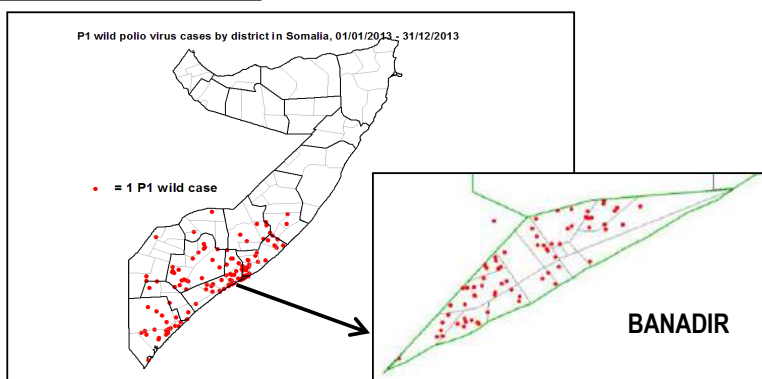 P1 wild polio virus cases by district in Somalia, 01/01/2013 - 31/12/2013
= 1 P1 wild case
BANADIR